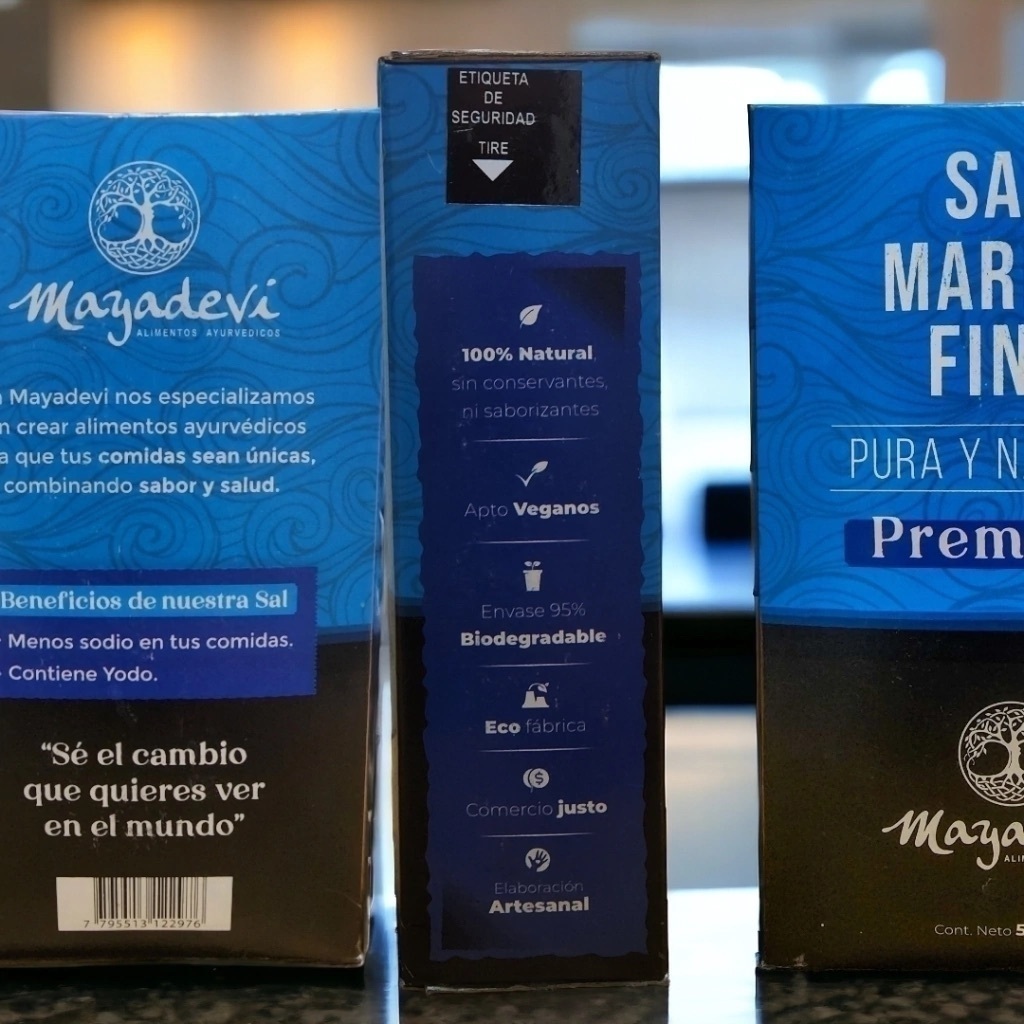 Mayadevi
ALIMENTOS AYURVEDICOS
Mayadevi nos especializamos
crear alimentos ayurvédicos
que tus comidas sean únicas,
combinando sabor y salud.
Beneficios de nuestra Sal
Menos sodio en tus comidas.
Contiene Yodo.
“Sé el cambio
que quieres ver
en el mundo”
7 795513 122976
ETIQUETA
DE
SEGURIDAD
TIRE
100% Natural
sin conservantes,
ni saborizantes
Apto Veganos
Envase 95%
Biodegradable
Eco fábrica
Comercio justo
Elaboración
Artesanal
SA
MAR
FIN
PURA Y N
Prem
Maya
ALIM
Cont. Neto 5